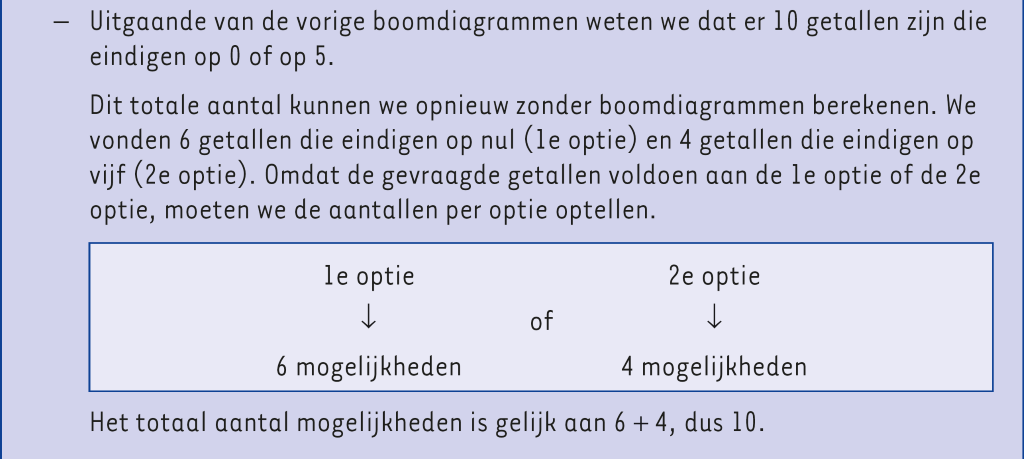 – Uitgaande van de vorige boomdiagrammen weten we dat er 10 getallen zijn die
eindigen op 0 of op 5.
Dit totale aantal kunnen we opnieuw zonder boomdiagrammen berekenen. We
vonden 6 getallen die eindigen op nul (1e optie) en 4 getallen die eindigen op
vijf (2e optie). Omdat de gevraagde getallen voldoen aan de 1e optie of de 2e
optie, moeten we de aantallen per optie optellen.
1e optie 2e optie
↓ of ↓
6 mogelijkheden 4 mogelijkheden
Het totaal aantal mogelijkheden is gelijk aan 6 + 4, dus 10.